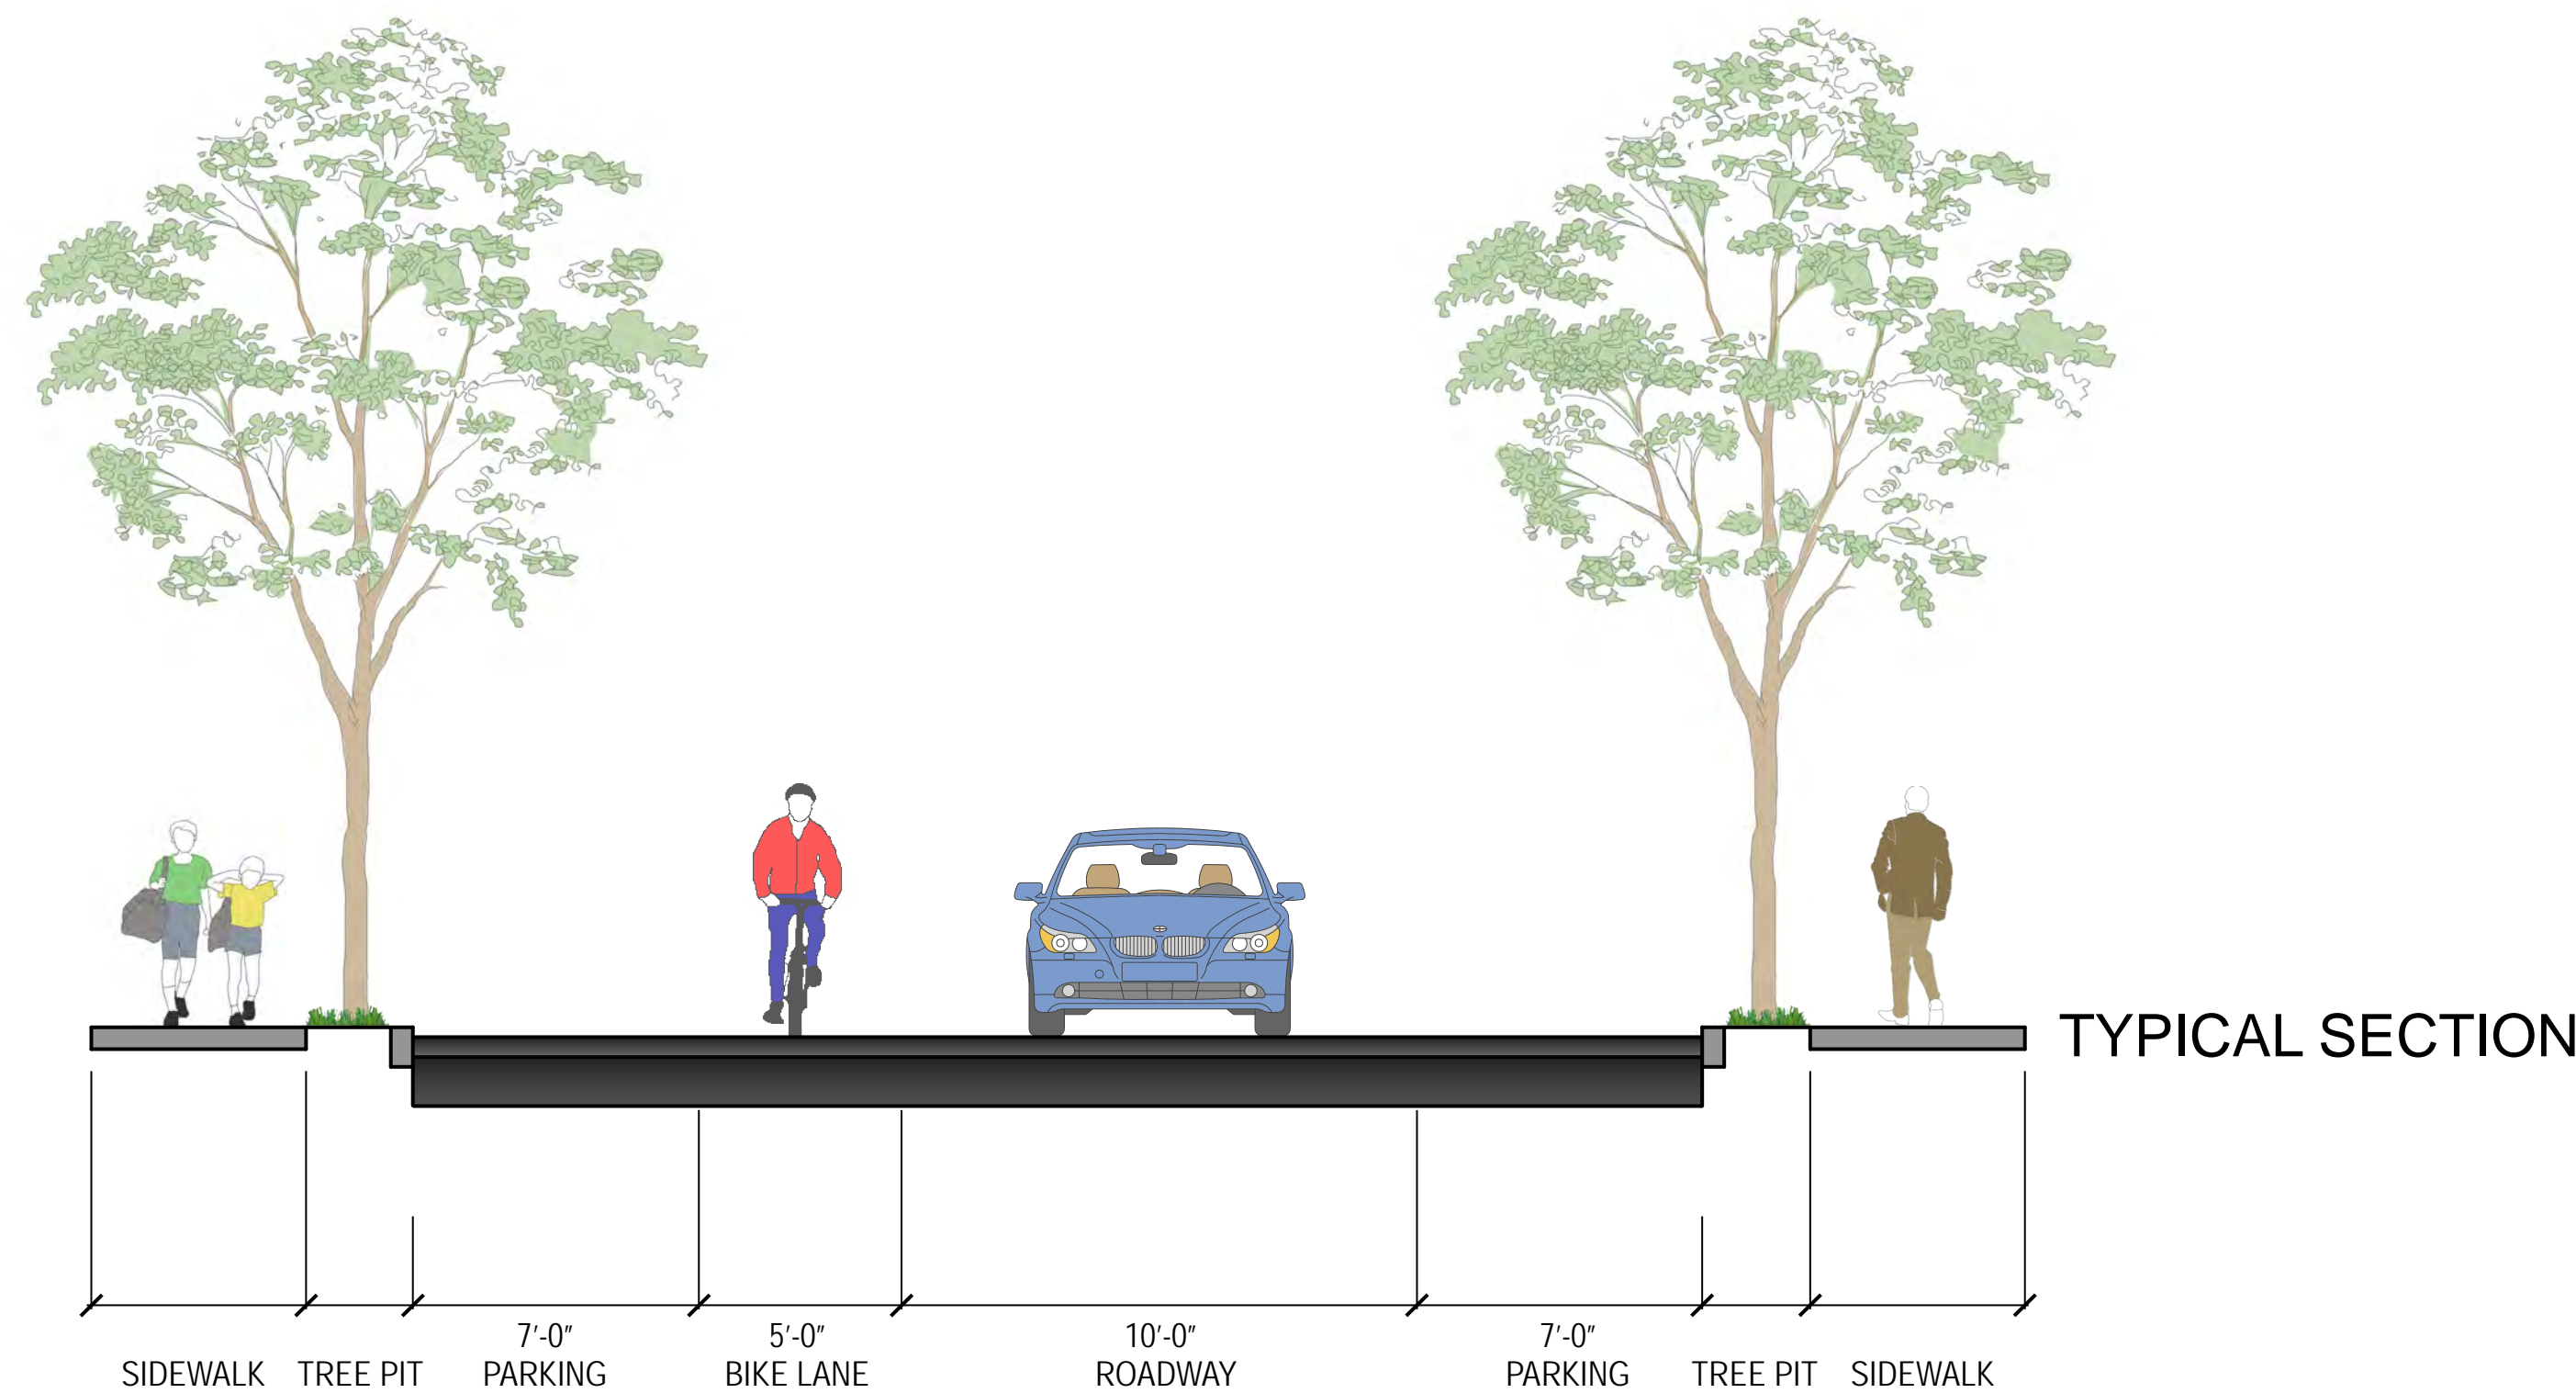 TYPICAL SECTION
7'-0" 5'-0" 10'-0" 7'-0"
SIDEWALK TREE PIT PARKING BIKE LANE ROADWAY PARKING TREE PIT SIDEWALK